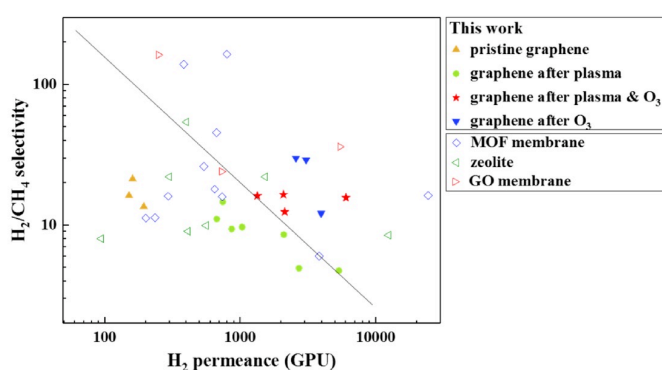 This work
pristine graphene
graphene after plasma
graphene after plasma & O₃
graphene after O₃
MOF membrane
zeolite
GO membrane
H₂/CH₄ selectivity
100
10
100
1000
10000
H₂ permeance (GPU)